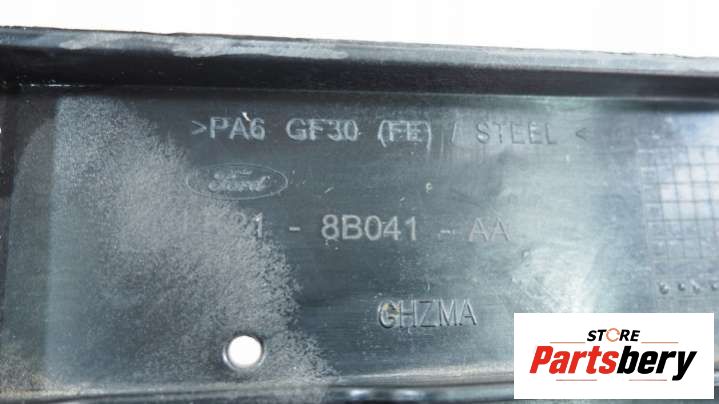 >PA6 GF30 (FE) / STEEL<
Ford
- 8B041 - AA
GHZMA
STORE
Partsbery